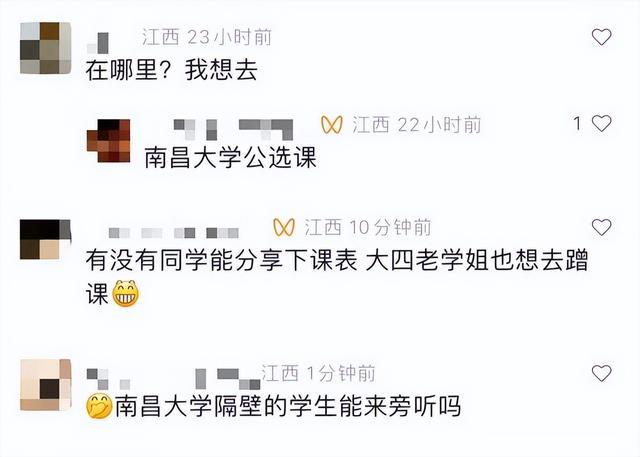 江西 23小时前
在哪里？我想去
江西 22小时前 1
南昌大学公选课
江西 10分钟前
有没有同学能分享下课表 大四老学姐也想去蹭
课😁
江西 1分钟前
🤭南昌大学隔壁的学生能来旁听吗